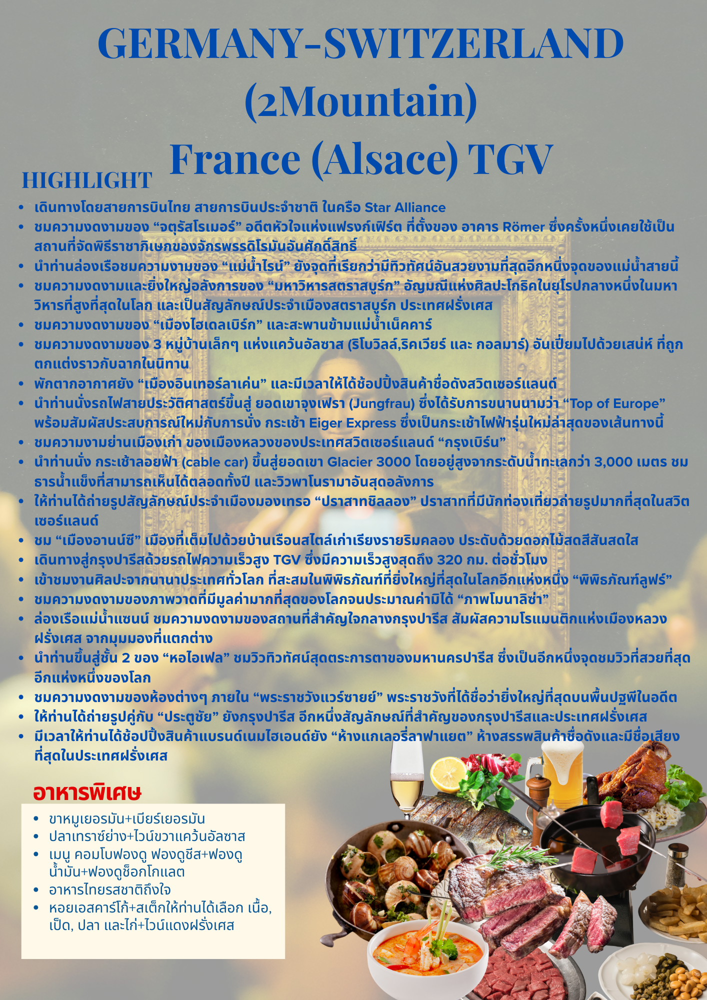 GERMANY-SWITZERLAND
(2Mountain)
France (Alsace) TGV
HIGHLIGHT
• เดินทางโดยสายการบินไทย สายการบินประจำชาติ ในครือ Star Alliance
• ชมความงดงามของ “จตุรัสโรเมอร์” อดีตหัวใจแห่งแฟรงก์เฟิร์ต ที่ตั้งของ อาคาร Römer ซึ่งครั้งหนึ่งเคยใช้เป็น
สถานที่จัดพิธีราชาภิเษกของจักรพรรดิโรมันอันศักดิ์สิทธิ์
• นำท่านล่องเรือชมความงามของ “แม่น้ำไรน์” ยังจุดที่เรียกว่ามีทิวทัศน์อันสวยงามที่สุดอีกหนึ่งจุดของแม่น้ำสายนี้
• ชมความงดงามและยิ่งใหญ่อลังการของ “มหาวิหารสตราสบูร์ก” อัญมณีแห่งศิลปะโกธิคในยุโรปกลางหนึ่งในมหา
วิหารที่สูงที่สุดในโลก และเป็นสัญลักษณ์ประจำเมืองสตราสบูร์ก ประเทศฝรั่งเศส
• ชมความงดงามของ “เมืองไฮเดลเบิร์ก” และสะพานข้ามแม่น้ำเน็คคาร์
• ชมความงดงามของ 3 หมู่บ้านเล็กๆ แห่งแคว้นอัลซาส (ริโบวิลล์,ริคเวียร์ และ กอลมาร์) อันเปี่ยมไปด้วยเสน่ห์ ที่ถูก
ตกแต่งราวกับฉากในนิทาน
• พักตากอากาศยัง “เมืองอินเทอร์ลาเค่น” และมีเวลาให้ได้ช้อปปิ้งสินค้าชื่อดังสวิตเซอร์แลนด์
• นำท่านนั่งรถไฟสายประวัติศาสตร์ขึ้นสู่ ยอดเขาจุงเฟรา (Jungfrau) ซึ่งได้รับการขนานนามว่า “Top of Europe”
พร้อมสัมผัสประสบการณ์ใหม่กับการนั่ง กระเช้า Eiger Express ซึ่งเป็นกระเช้าไฟฟ้ารุ่นใหม่ล่าสุดของเส้นทางนี้
• ชมความงามย่านเมืองเก่า ของเมืองหลวงของประเทศสวิตเซอร์แลนด์ “กรุงเบิร์น”
• นำท่านนั่ง กระเช้าลอยฟ้า (cable car) ขึ้นสู่ยอดเขา Glacier 3000 โดยอยู่สูงจากระดับน้ำทะเลกว่า 3,000 เมตร ชม
ธารน้ำแข็งที่สามารถเห็นได้ตลอดทั้งปี และวิวพาโนรามาอันสุดอลังการ
• ให้ท่านได้ถ่ายรูปสัญลักษณ์ประจำเมืองมองเทรอ “ปราสาทชิลลอง” ปราสาทที่มีนักท่องเที่ยวถ่ายรูปมากที่สุดในสวิต
เซอร์แลนด์
• ชม “เมืองอานน์ซี” เมืองที่เต็มไปด้วยบ้านเรือนสไตล์เก่าเรียงรายริมคลอง ประดับด้วยดอกไม้สดสีสันสดใส
• เดินทางสู่กรุงปารีสด้วยรถไฟความเร็วสูง TGV ซึ่งมีความเร็วสูงสุดถึง 320 กม. ต่อชั่วโมง
• เข้าชมงานศิลปะจากนานาประเทศทั่วโลก ที่สะสมในพิพิธภัณฑ์ที่ยิ่งใหญ่ที่สุดในโลกอีกแห่งหนึ่ง “พิพิธภัณฑ์ลูฟร์”
• ชมความงดงามของภาพวาดที่มีมูลค่ามากที่สุดของโลกจนประมาณค่ามิได้ “ภาพโมนาลิซ่า”
• ล่องเรือแม่น้ำแซนน์ ชมความงดงามของสถานที่สำคัญใจกลางกรุงปารีส สัมผัสความโรแมนติกแห่งเมืองหลวง
ฝรั่งเศส จากมุมมองที่แตกต่าง
• นำท่านขึ้นสู่ชั้น 2 ของ “หอไอเฟล” ชมวิวทิวทัศน์สุดตระการตาของมหานครปารีส ซึ่งเป็นอีกหนึ่งจุดชมวิวที่สวยที่สุด
อีกแห่งหนึ่งของโลก
• ชมความงดงามของห้องต่างๆ ภายใน “พระราชวังแวร์ซายย์” พระราชวังที่ได้ชื่อว่ายิ่งใหญ่ที่สุดบนพื้นปฐพีในอดีต
• ให้ท่านได้ถ่ายรูปคู่กับ “ประตูชัย” ยังกรุงปารีส อีกหนึ่งสัญลักษณ์ที่สำคัญของกรุงปารีสและประเทศฝรั่งเศส
• มีเวลาให้ท่านได้ช้อปปิ้งสินค้าแบรนด์เนมไฮเอนด์ยัง “ห้างแกเลอรี่ลาฟาแยต” ห้างสรรพสินค้าชื่อดังและมีชื่อเสียง
ที่สุดในประเทศฝรั่งเศส
อาหารพิเศษ
• ขาหมูเยอรมัน+เบียร์เยอรมัน
• ปลาเทราซ์ย่าง+ไวน์ขวาแคว้นอัลซาส
• เมนู คอมโบฟองดู ฟองดูชีส+ฟองดู
น้ำมัน+ฟองดูช็อกโกแลต
• อาหารไทยรสชาติถึงใจ
• หอยเอสคาร์โก้+สเต็กให้ท่านได้เลือก เนื้อ,
เป็ด, ปลา และไก่+ไวน์แดงฝรั่งเศส